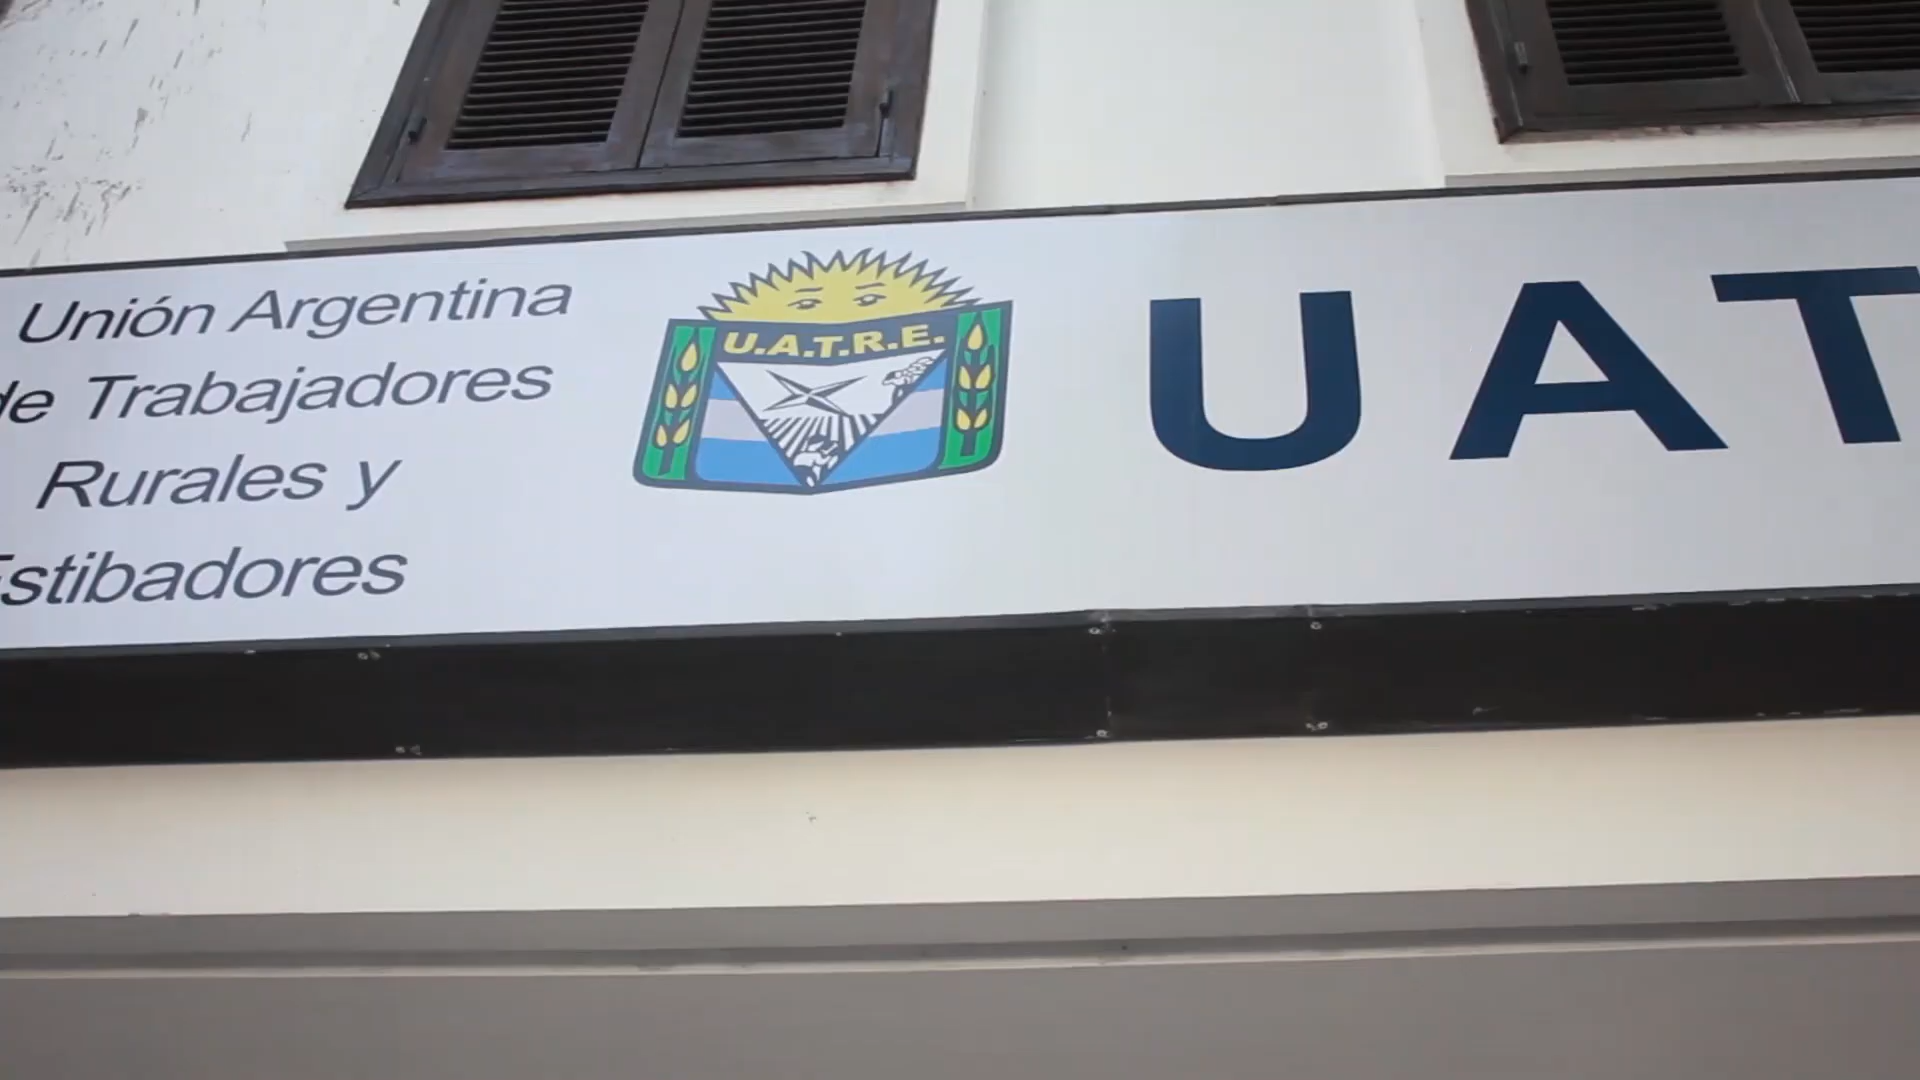 Unión Argentina
de Trabajadores
Rurales y
Estibadores
U.A.T.R.E.
UAT